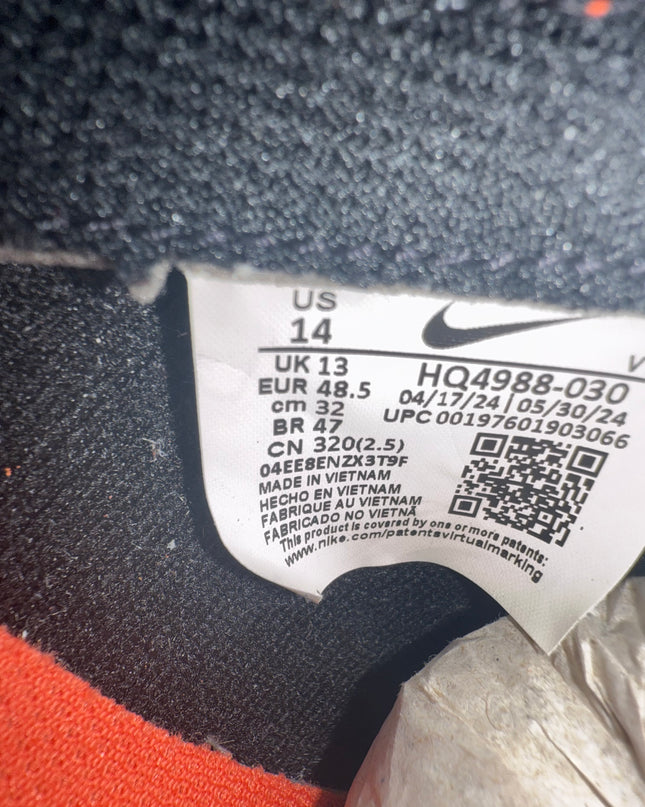 US
14
UK 13
EUR 48.5
cm 32
BR 47
CN 320(2.5)
04EE8ENZX3T9F
MADE IN VIETNAM
HECHO EN VIETNAM
FABRIQUE AU VIETNAM
FABRICADO NO VIETNÃ
This product is covered by one or more patents:
www.nike.com/patentsvirtualmarking
V
HQ4988-030
04/17/24 | 05/30/24
UPC 00197601903066